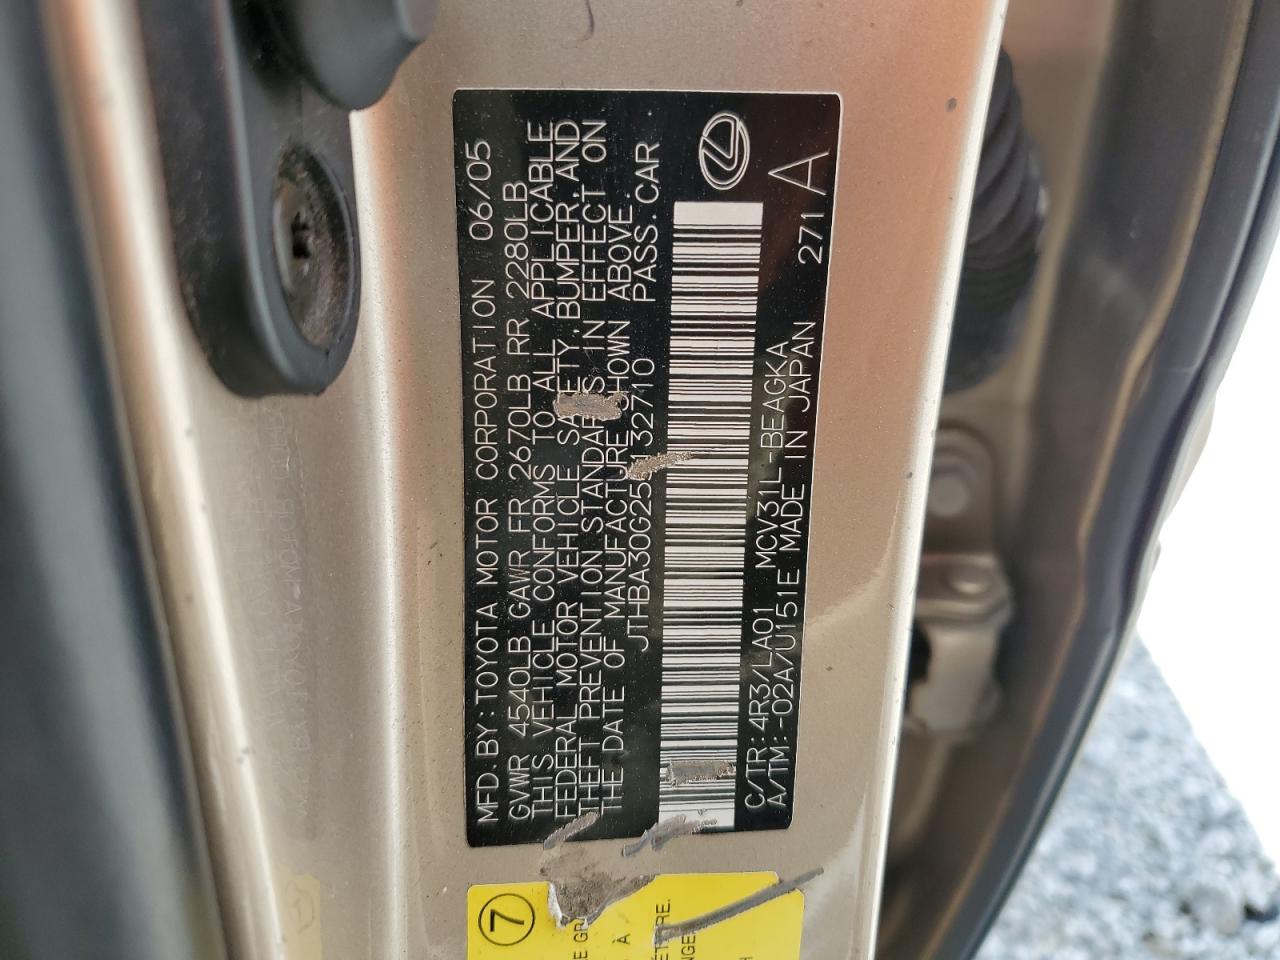 MFD.BY:TOYOTA MOTOR CORPORATION 06/05
GVWR 4540LB GAWR FR 2670LB RR 2280LB
THIS VEHICLE CONFORMS TO ALL APPLICABLE
FEDERAL MOTOR VEHICLE SAFETY,BUMPER,AND
THEFT PREVENTION STANDARDS IN EFFECT ON
THE DATE OF MANUFACTURE SHOWN ABOVE
PASS.CAR
C/TR:4R3/LA01 MCV31L-BEAGKA
A/TM:-02A/U151E MADE IN JAPAN 271
A
7
À